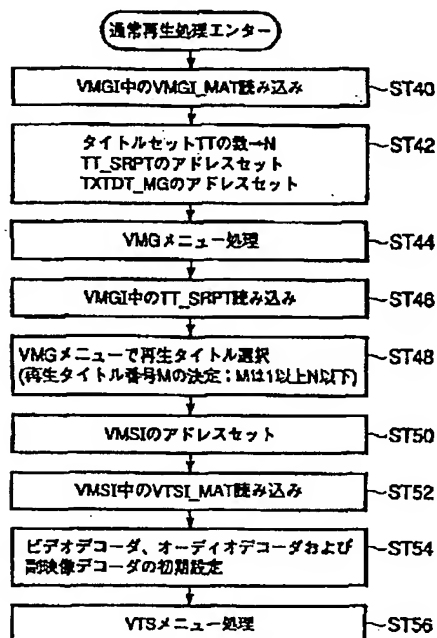 通常再生処理エンター
VMGI中のVMGI_MAT読み込み
ST40
タイトルセットTTの数→N
TT_SRPTのアドレスセット
TXTDT_MGのアドレスセット
ST42
VMGメニュー処理
ST44
VMGI中のTT_SRPT読み込み
ST46
VMGメニューで再生タイトル選択
(再生タイトル番号Mの決定：Mは1以上N以下)
ST48
VMSIのアドレスセット
ST50
VMSI中のVTSI_MAT読み込み
ST52
ビデオデコーダ、オーディオデコーダおよび
副映像デコーダの初期設定
ST54
VTSメニュー処理
ST56